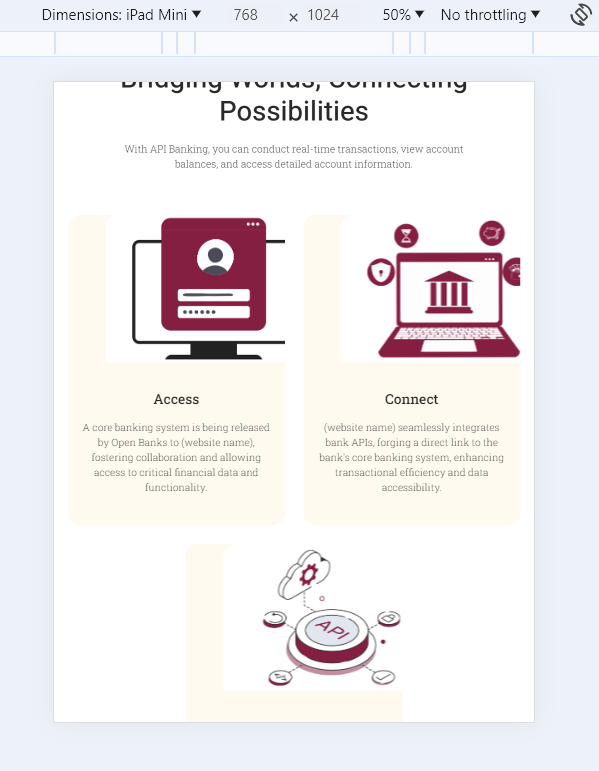 Dimensions: iPad Mini ▼ 768 × 1024 50% ▼ No throttling ▼
Bridging Worlds, Connecting
Possibilities
With API Banking, you can conduct real-time transactions, view account
balances, and access detailed account information.
Access
A core banking system is being released
by Open Banks to (website name),
fostering collaboration and allowing
access to critical financial data and
functionality.
Connect
(website name) seamlessly integrates
bank APIs, forging a direct link to the
bank's core banking system, enhancing
transactional efficiency and data
accessibility.
API